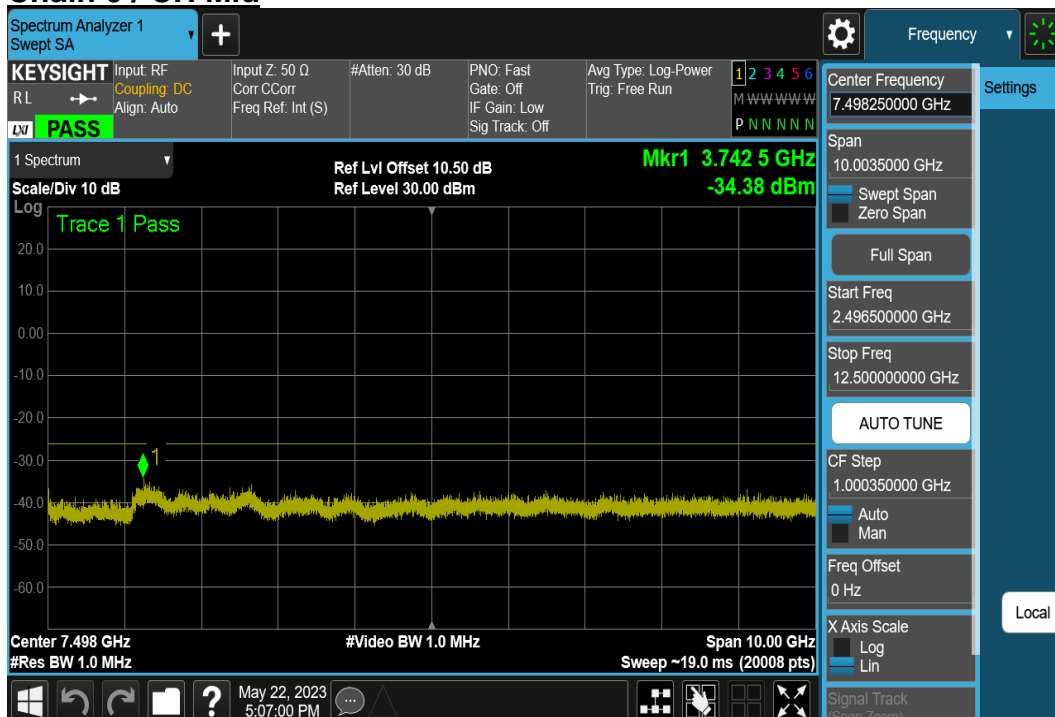 Spectrum Analyzer 1
Swept SA
+
Frequency
KEYSIGHT
RL
LXI PASS
Input: RF
Coupling: DC
Align: Auto
Input Z: 50 Ω
Corr CCorr
Freq Ref: Int (S)
#Atten: 30 dB
PNO: Fast
Gate: Off
IF Gain: Low
Sig Track: Off
Avg Type: Log-Power
Trig: Free Run
1 2 3 4 5 6
M W W W W W
P N N N N N
1 Spectrum
Scale/Div 10 dB
Ref Lvl Offset 10.50 dB
Ref Level 30.00 dBm
Mkr1 3.742 5 GHz
-34.38 dBm
Log
Trace 1 Pass
20.0
10.0
0.00
-10.0
-20.0
-30.0
-40.0
-50.0
-60.0
1
Center 7.498 GHz
#Res BW 1.0 MHz
#Video BW 1.0 MHz
Span 10.00 GHz
Sweep ~19.0 ms (20008 pts)
Center Frequency
7.498250000 GHz
Settings
Span
10.0035000 GHz
Swept Span
Zero Span
Full Span
Start Freq
2.496500000 GHz
Stop Freq
12.500000000 GHz
AUTO TUNE
CF Step
1.000350000 GHz
Auto
Man
Freq Offset
0 Hz
X Axis Scale
Log
Lin
Local
Signal Track
(Span Zoom)
?
May 22, 2023
5:07:00 PM